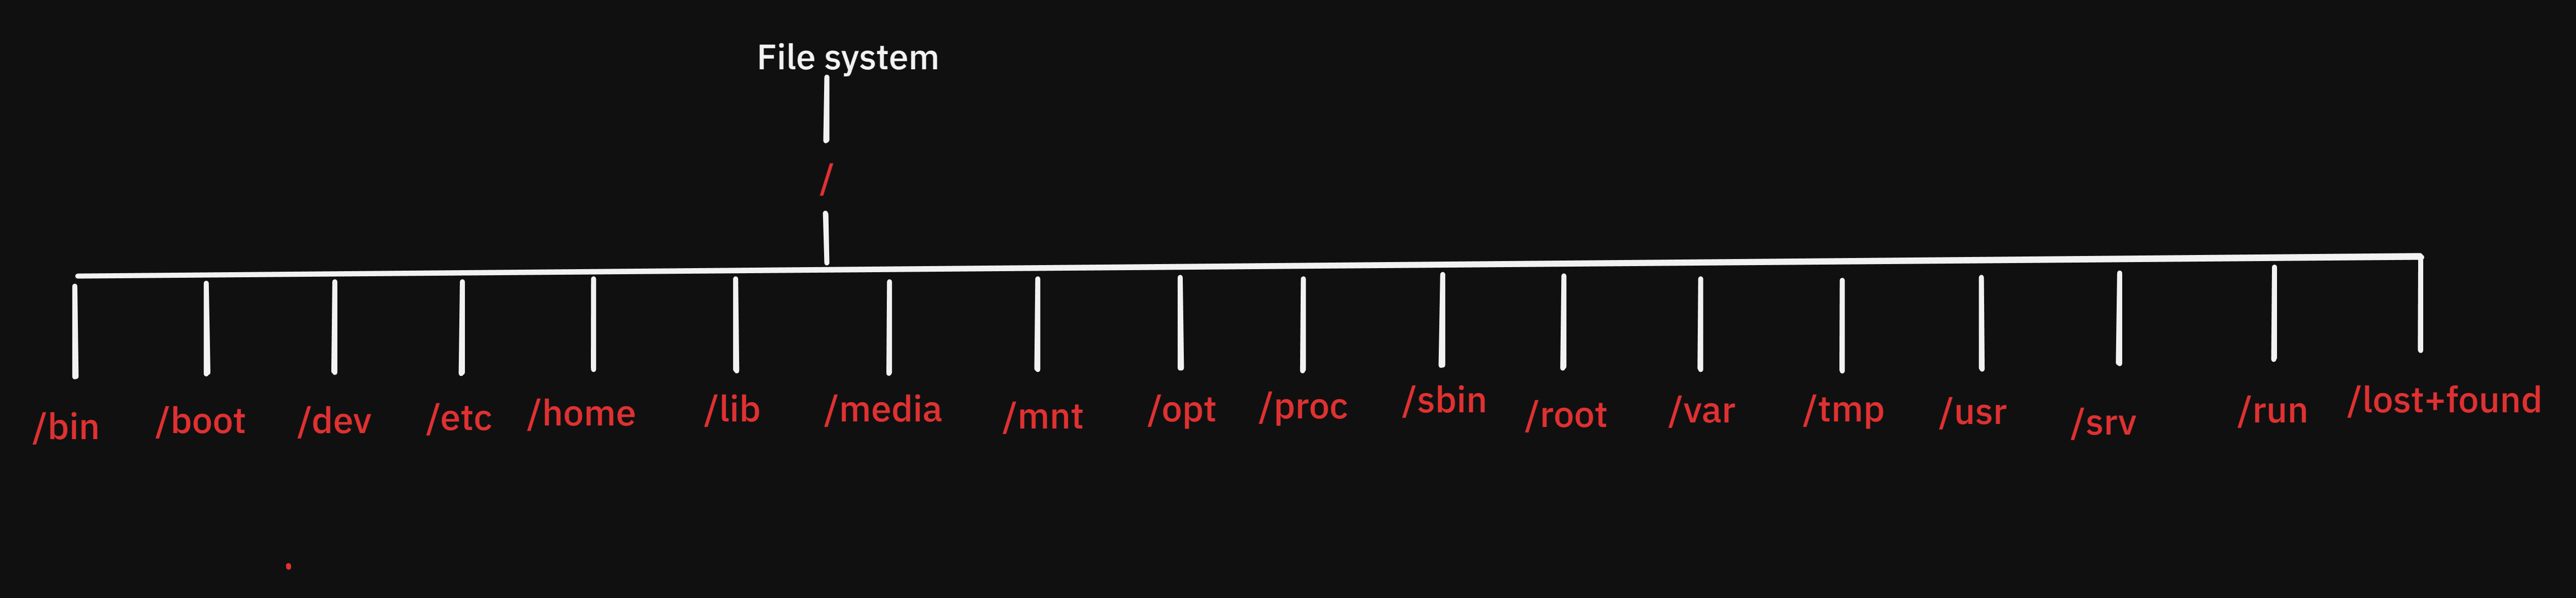 File system
/
/bin /boot /dev /etc /home /lib /media /mnt /opt /proc /sbin /root /var /tmp /usr /srv /run /lost+found